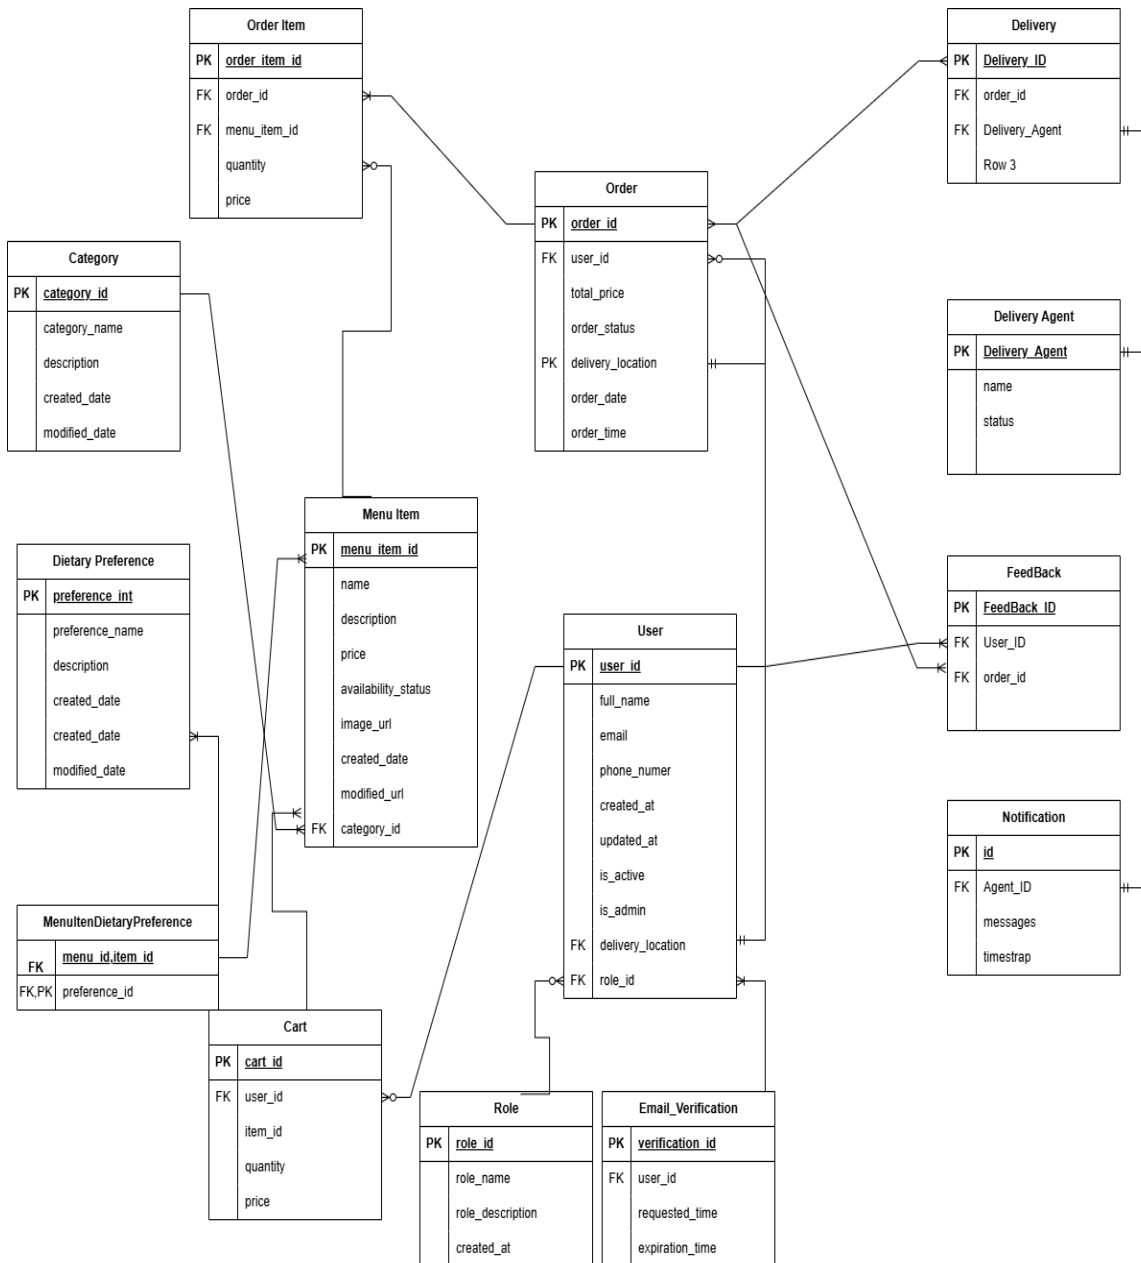 Order Item
PK order_item_id
FK order_id
FK menu_item_id
quantity
price
Delivery
PK Delivery_ID
FK order_id
FK Delivery_Agent
Row 3
Order
PK order_id
FK user_id
total_price
order_status
PK delivery_location
order_date
order_time
Category
PK category_id
category_name
description
created_date
modified_date
Delivery Agent
PK Delivery_Agent
name
status
Menu Item
PK menu_item_id
name
description
price
availability_status
image_url
created_date
modified_url
FK category_id
Dietary Preference
PK preference_int
preference_name
description
created_date
created_date
modified_date
FeedBack
PK FeedBack_ID
FK User_ID
FK order_id
User
PK user_id
full_name
email
phone_numer
created_at
updated_at
is_active
is_admin
FK delivery_location
FK role_id
Notification
PK id
FK Agent_ID
messages
timestrap
MenuItenDietaryPreference
FK menu_id,item_id
FK,PK preference_id
Cart
PK cart_id
FK user_id
item_id
quantity
price
Role
PK role_id
role_name
role_description
created_at
Email_Verification
PK verification_id
FK user_id
requested_time
expiration_time